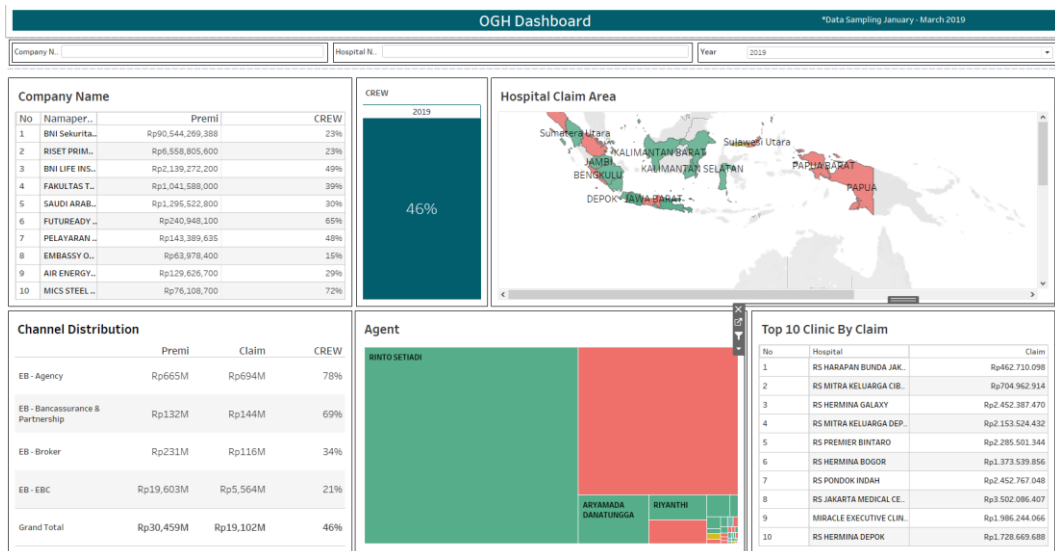 OGH Dashboard
*Data Sampling January - March 2019
Company N..
Hospital N..
Year
2019
Company Name
No Namaper.. Premi CREW
1 BNI Sekurita.. Rp90,544,269,388 23%
2 RISET PRIM.. Rp6,558,805,600 23%
3 BNI LIFE INS.. Rp2,139,272,200 49%
4 FAKULTAS T.. Rp1,041,588,000 39%
5 SAUDI ARAB.. Rp1,295,522,800 30%
6 FUTUREADY .. Rp240,948,100 65%
7 PELAYARAN .. Rp143,389,635 48%
8 EMBASSY O.. Rp63,978,400 15%
9 AIR ENERGY.. Rp129,626,700 29%
10 MICS STEEL .. Rp76,108,700 72%
CREW
2019
46%
Hospital Claim Area
Sumatera Utara
Sulawesi Utara
KALIMANTAN BARAT
JAMBI
PAPUA BARAT
BENGKULU
KALIMANTAN SELATAN
PAPUA
DEPOK - JAWA BARAT
Channel Distribution
Premi Claim CREW
EB - Agency Rp665M Rp694M 78%
EB - Bancassurance &
Partnership Rp132M Rp144M 69%
EB - Broker Rp231M Rp116M 34%
EB - EBC Rp19,603M Rp5,564M 21%
Grand Total Rp30,459M Rp19,102M 46%
Agent
RINTO SETIADI
ARYAMADA
DANATUNGGA
RIYANTHI
Top 10 Clinic By Claim
No Hospital Claim
1 RS HARAPAN BUNDA JAK.. Rp462.710.098
2 RS MITRA KELUARGA CIB.. Rp704.962.914
3 RS HERMINA GALAXY Rp2.452.387.470
4 RS MITRA KELUARGA DEP.. Rp2.153.524.432
5 RS PREMIER BINTARO Rp2.285.501.344
6 RS HERMINA BOGOR Rp1.373.539.856
7 RS PONDOK INDAH Rp2.452.767.048
8 RS JAKARTA MEDICAL CE.. Rp3.502.086.407
9 MIRACLE EXECUTIVE CLIN.. Rp1.986.244.066
10 RS HERMINA DEPOK Rp1.728.669.688